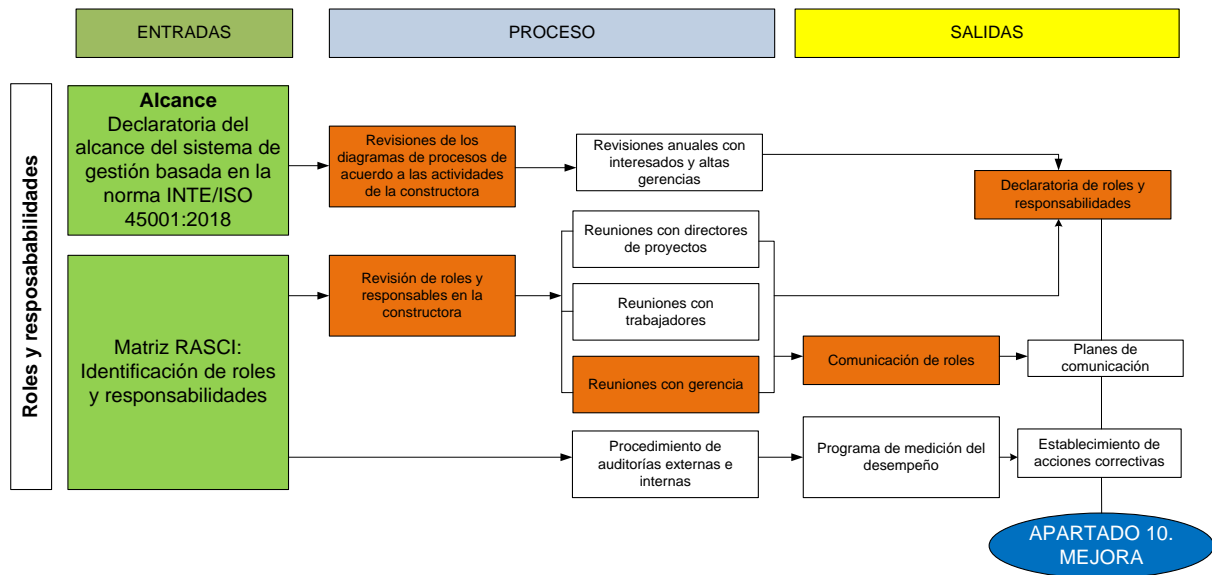 ENTRADAS
PROCESO
SALIDAS
Roles y resposababilidades
Alcance
Declaratoria del
alcance del sistema de
gestión basada en la
norma INTE/ISO
45001:2018
Revisiones de los
diagramas de procesos de
acuerdo a las actividades
de la constructora
Revisiones anuales con
interesados y altas
gerencias
Declaratoria de roles y
responsabilidades
Matriz RASCI:
Identificación de roles
y responsabilidades
Revisión de roles y
responsables en la
constructora
Reuniones con directores
de proyectos
Reuniones con
trabajadores
Reuniones con gerencia
Comunicación de roles
Planes de
comunicación
Procedimiento de
auditorías externas e
internas
Programa de medición del
desempeño
Establecimiento de
acciones correctivas
APARTADO 10.
MEJORA